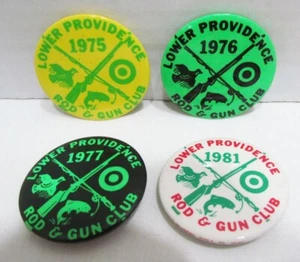 LOWER PROVIDENCE
1975
ROD & GUN CLUB
LOWER PROVIDENCE
1976
ROD & GUN CLUB
LOWER PROVIDENCE
1977
ROD & GUN CLUB
LOWER PROVIDENCE
1981
ROD & GUN CLUB